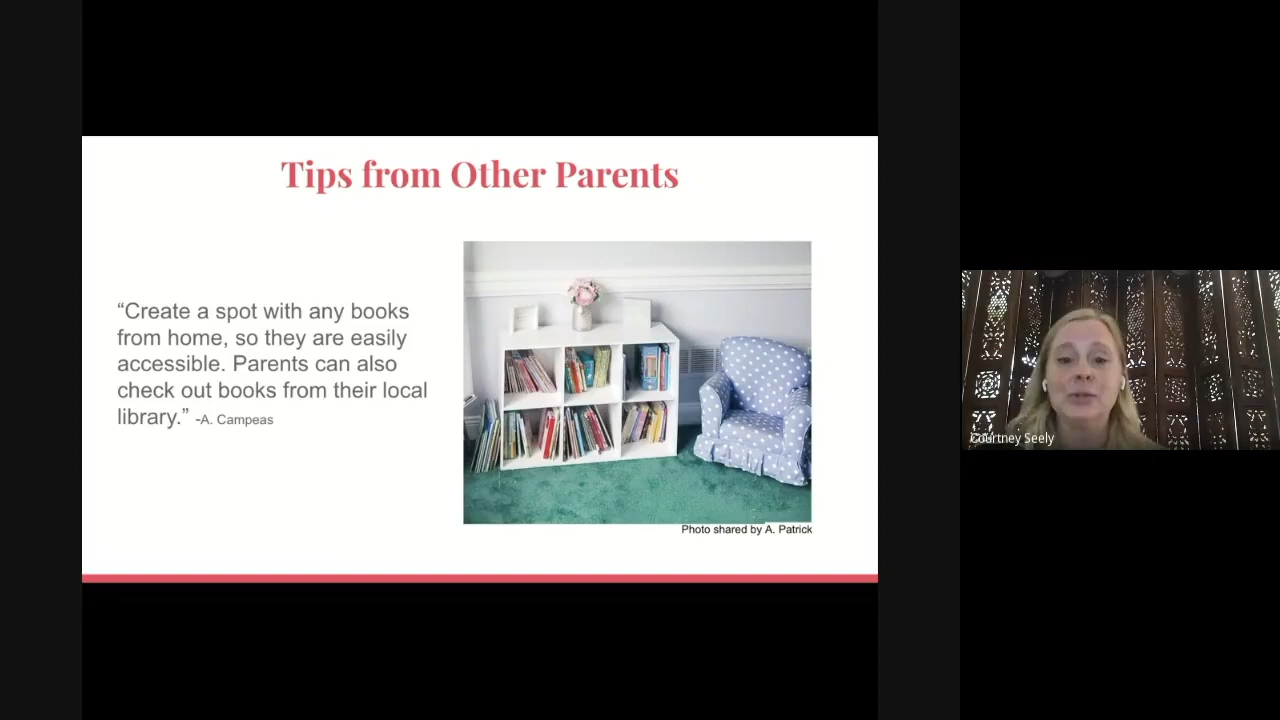 Tips from Other Parents
“Create a spot with any books
from home, so they are easily
accessible. Parents can also
check out books from their local
library.” -A. Campeas
Photo shared by A. Patrick
Courtney Seely